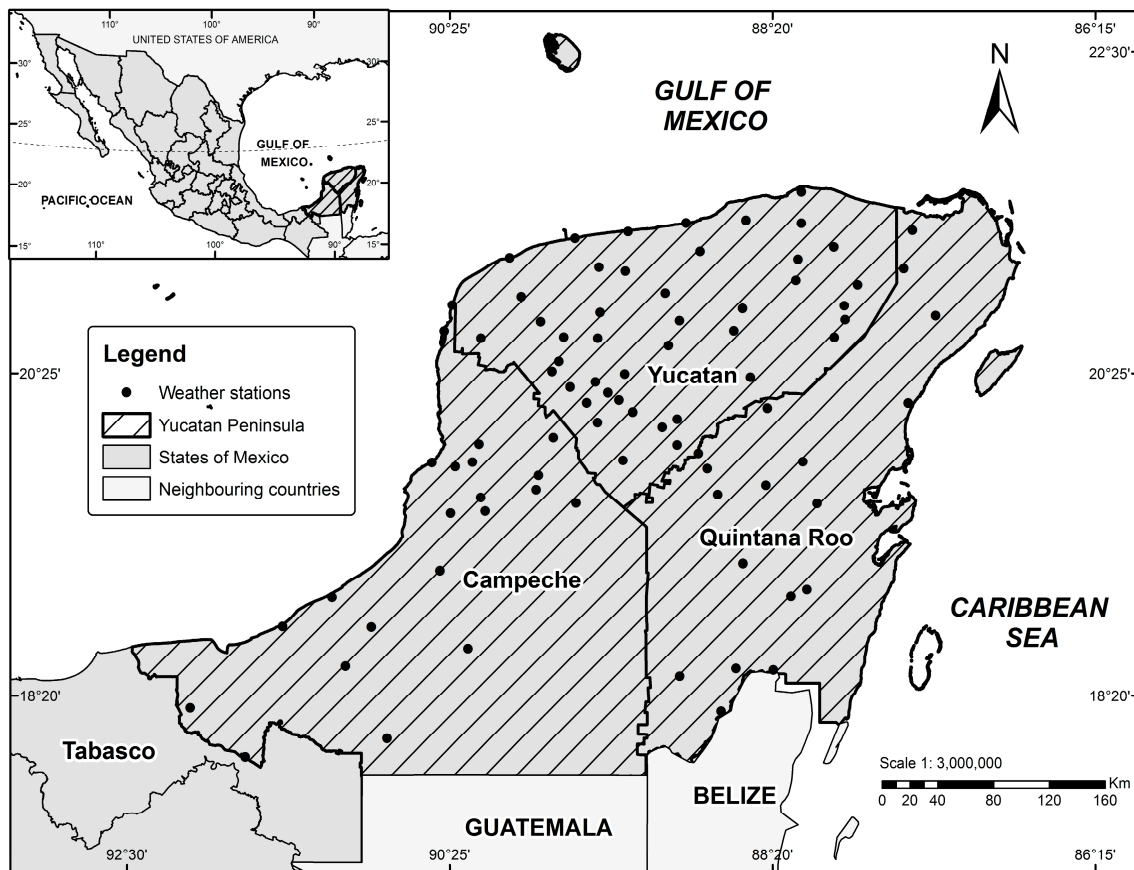 110°
100°
90°
UNITED STATES OF AMERICA
30°
30°
25°
25°
GULF OF
MEXICO
20°
20°
PACIFIC OCEAN
15°
15°
110°
100°
90°
90°25'
88°20'
86°15'
22°30'
GULF OF
MEXICO
N
Legend
Weather stations
Yucatan Peninsula
States of Mexico
Neighbouring countries
20°25'
20°25'
Yucatan
Quintana Roo
Campeche
CARIBBEAN
SEA
18°20'
18°20'
Tabasco
Scale 1: 3,000,000
Km
0 20 40 80 120 160
BELIZE
GUATEMALA
92°30'
90°25'
88°20'
86°15'